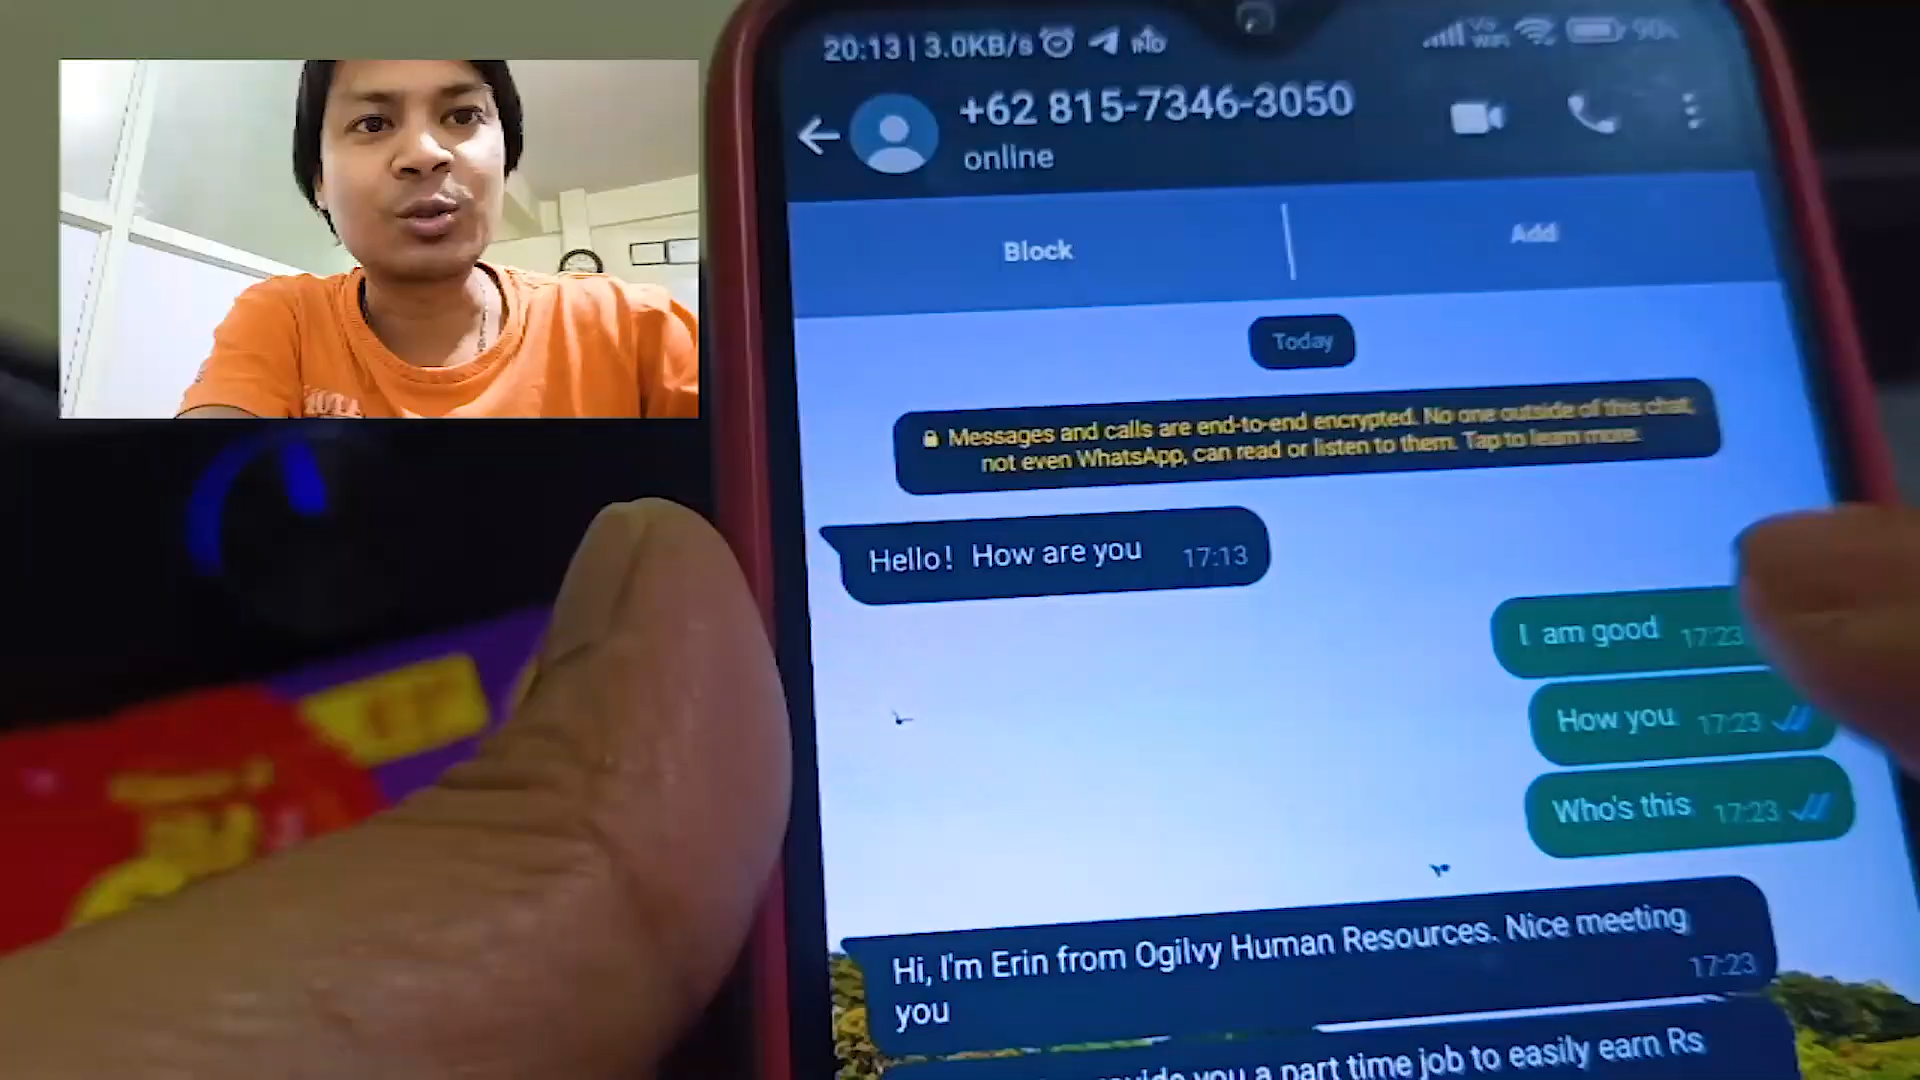 20:13 | 3.0KB/s
+62 815-7346-3050
online
Block
Add
Today
Messages and calls are end-to-end encrypted. No one outside of this chat,
not even WhatsApp, can read or listen to them. Tap to learn more.
Hello! How are you 17:13
I am good 17:23
How you 17:23
Who's this 17:23
Hi, I'm Erin from Ogilvy Human Resources. Nice meeting
you
17:23
you a part time job to easily earn Rs